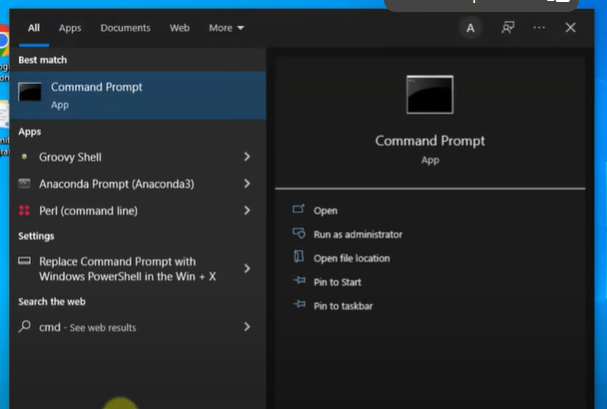 All Apps Documents Web More A
Best match
Command Prompt
App
Apps
Groovy Shell
Anaconda Prompt (Anaconda3)
Perl (command line)
Settings
Replace Command Prompt with
Windows PowerShell in the Win + X
Search the web
cmd - See web results
Command Prompt
App
Open
Run as administrator
Open file location
Pin to Start
Pin to taskbar